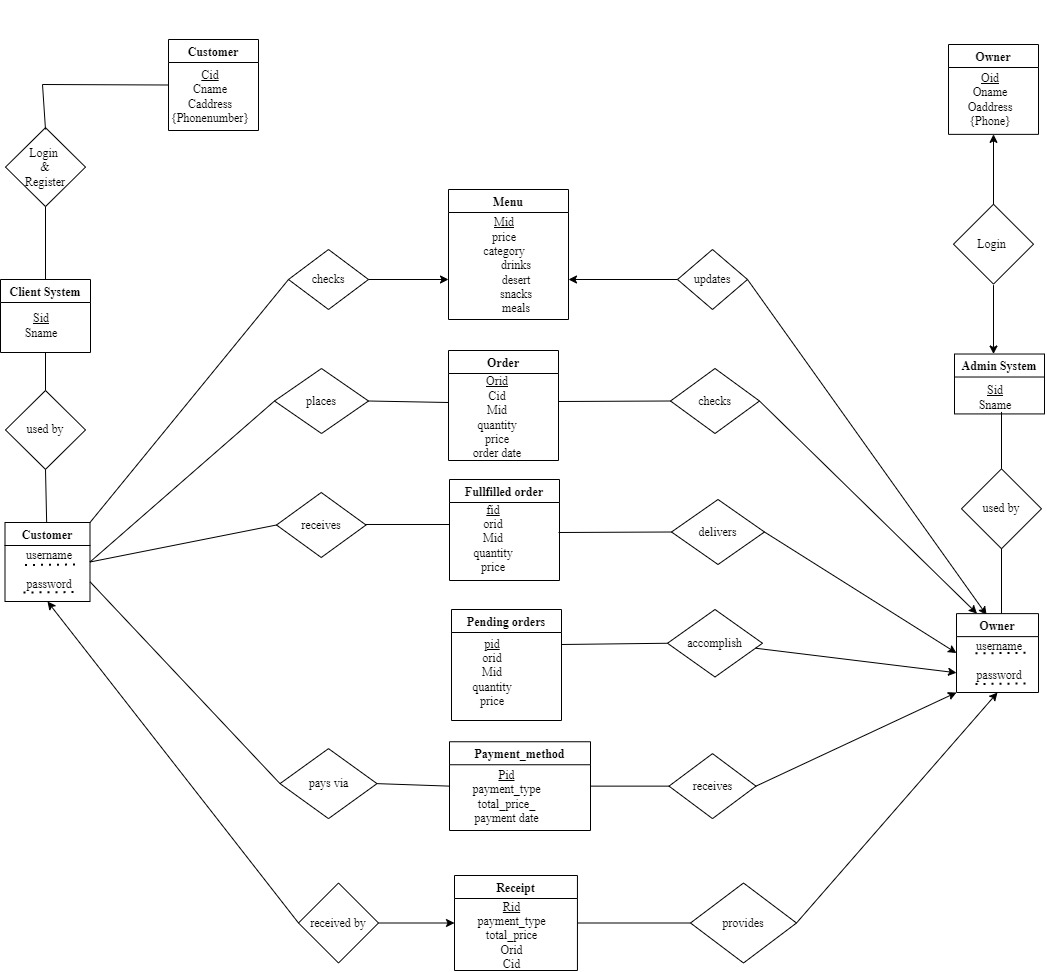 Customer
Cid
Cname
Caddress
{Phonenumber}
Owner
Oid
Oname
Oaddress
{Phone}
Login
&
Register
Login
Menu
Mid
price
category
drinks
desert
snacks
meals
checks
updates
Client System
Sid
Sname
Admin System
Sid
Sname
Order
Orid
Cid
Mid
quantity
price
order date
places
checks
used by
used by
Fullfilled order
fid
orid
Mid
quantity
price
receives
delivers
Customer
username
password
Owner
username
password
Pending orders
pid
orid
Mid
quantity
price
accomplish
Payment_method
Pid
payment_type
total_price_
payment date
pays via
receives
Receipt
Rid
payment_type
total_price
Orid
Cid
received by
provides